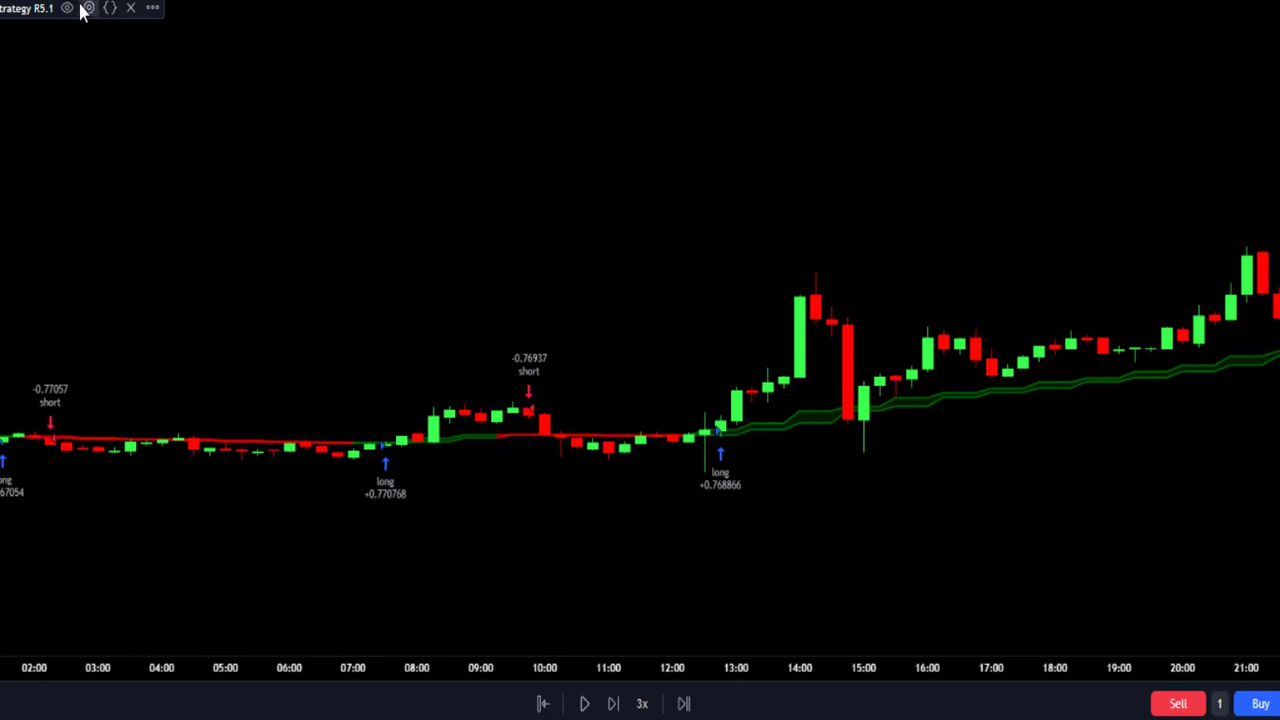 trategy R5.1
-0.76937
short
-0.77057
short
long
+0.768866
ong
67054
long
+0.770768
02:00 03:00 04:00 05:00 06:00 07:00 08:00 09:00 10:00 11:00 12:00 13:00 14:00 15:00 16:00 17:00 18:00 19:00 20:00 21:00
3x Sell 1 Buy